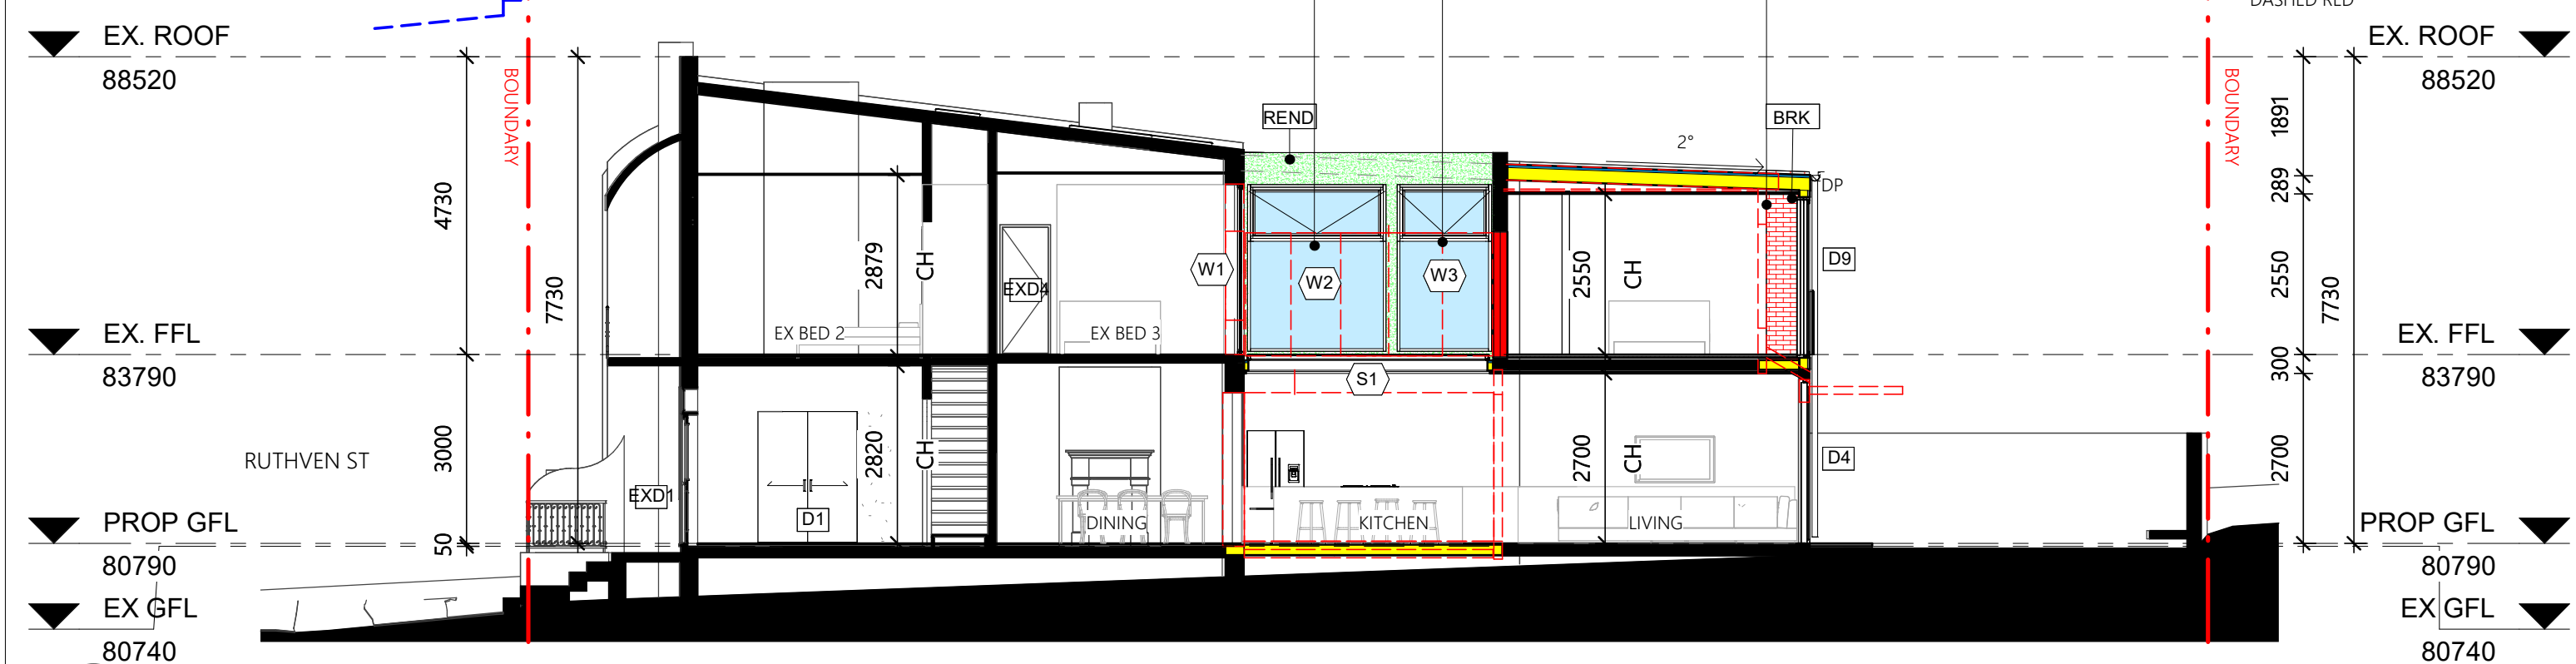 DASHED RED
EX. ROOF
88520
EX. ROOF
88520
BOUNDARY
BOUNDARY
1891
REND
BRK
2°
DP
289
4730
7730
2879
CH
EXD4
W1
W2
W3
2550
CH
D9
2550
7730
EX BED 2
EX BED 3
EX. FFL
83790
EX. FFL
83790
S1
300
RUTHVEN ST
3000
2820
CH
2700
CH
D4
2700
EXD1
D1
DINING
KITCHEN
LIVING
PROP GFL
80790
50
PROP GFL
80790
EX GFL
80740
EX GFL
80740